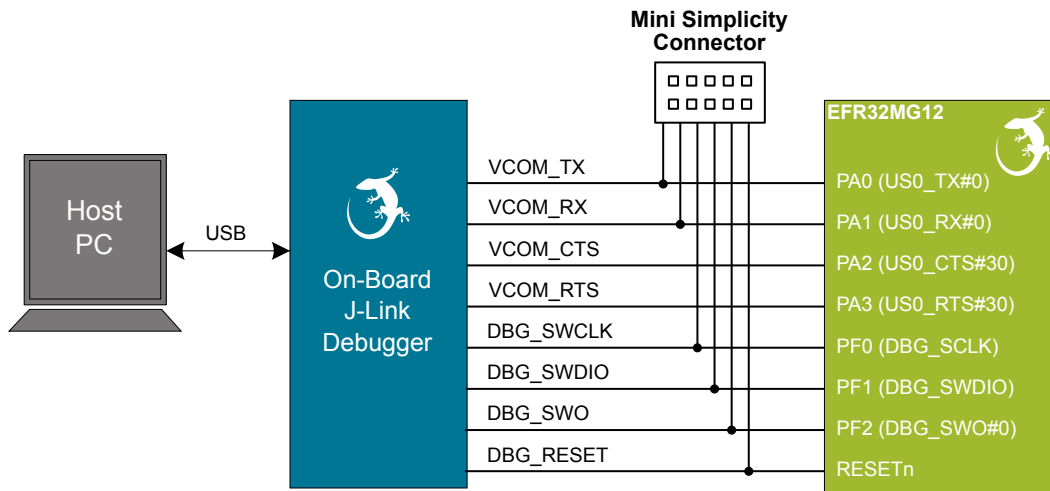 Mini Simplicity
Connector
Host
PC
USB
On-Board
J-Link
Debugger
VCOM_TX
VCOM_RX
VCOM_CTS
VCOM_RTS
DBG_SWCLK
DBG_SWDIO
DBG_SWO
DBG_RESET
EFR32MG12
PA0 (US0_TX#0)
PA1 (US0_RX#0)
PA2 (US0_CTS#30)
PA3 (US0_RTS#30)
PF0 (DBG_SCLK)
PF1 (DBG_SWDIO)
PF2 (DBG_SWO#0)
RESETn